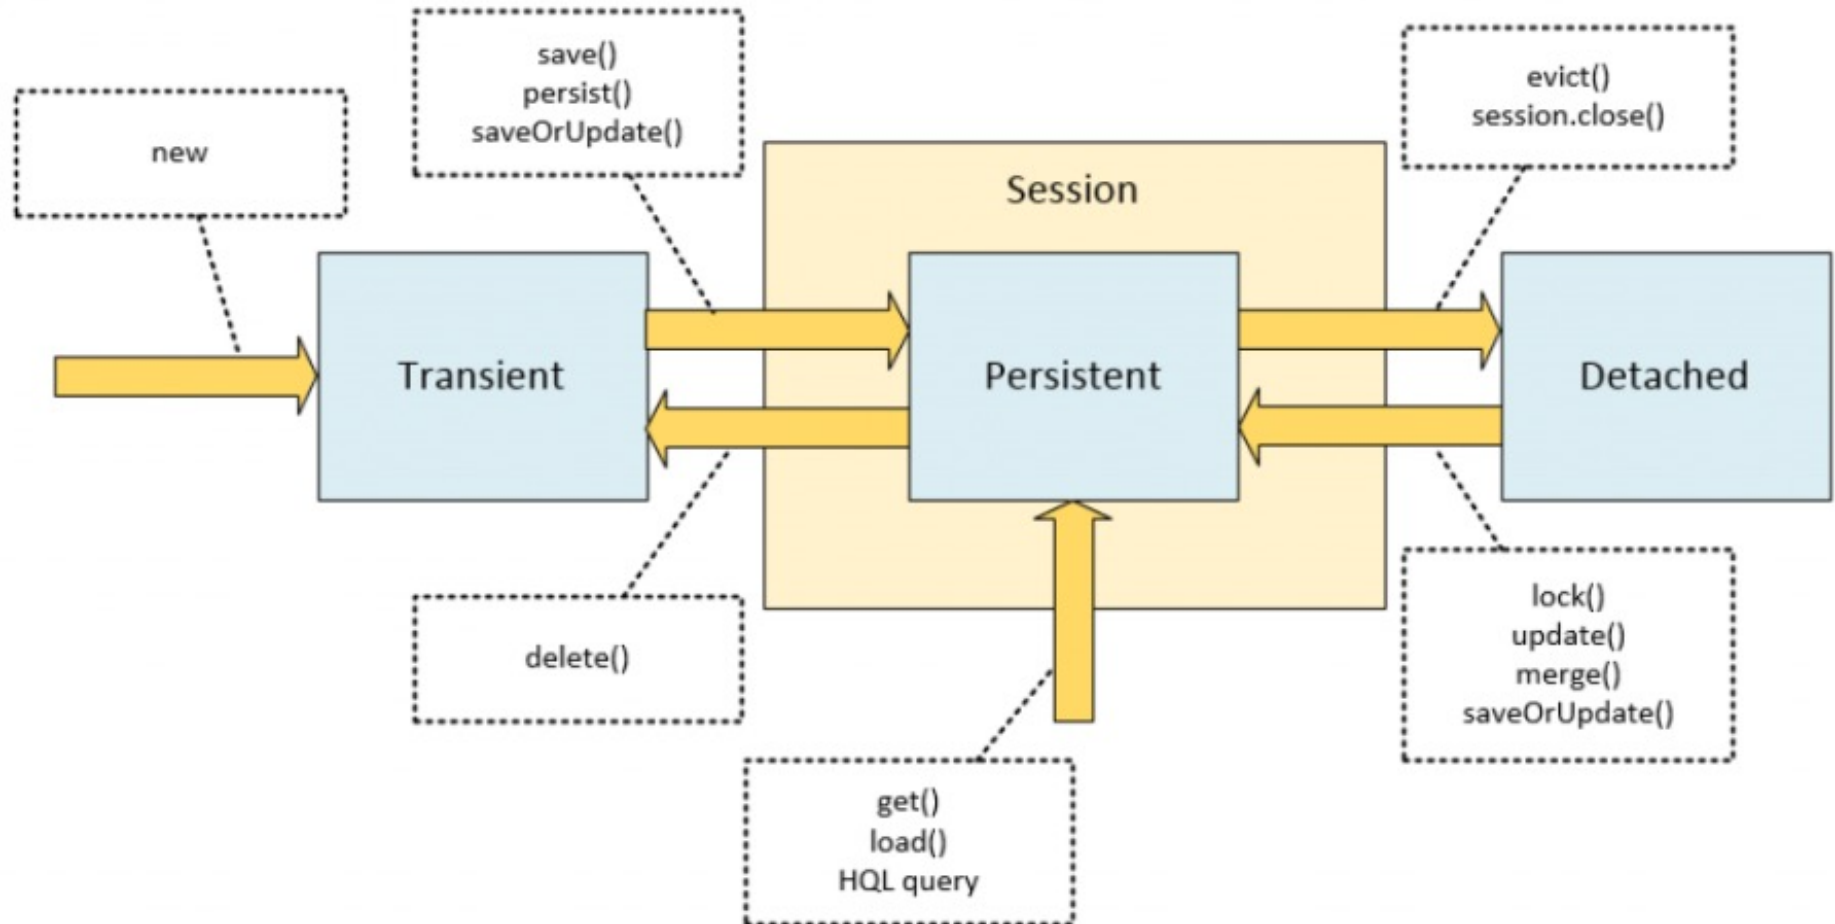 new
save()
persist()
saveOrUpdate()
evict()
session.close()
Session
Transient
Persistent
Detached
delete()
get()
load()
HQL query
lock()
update()
merge()
saveOrUpdate()